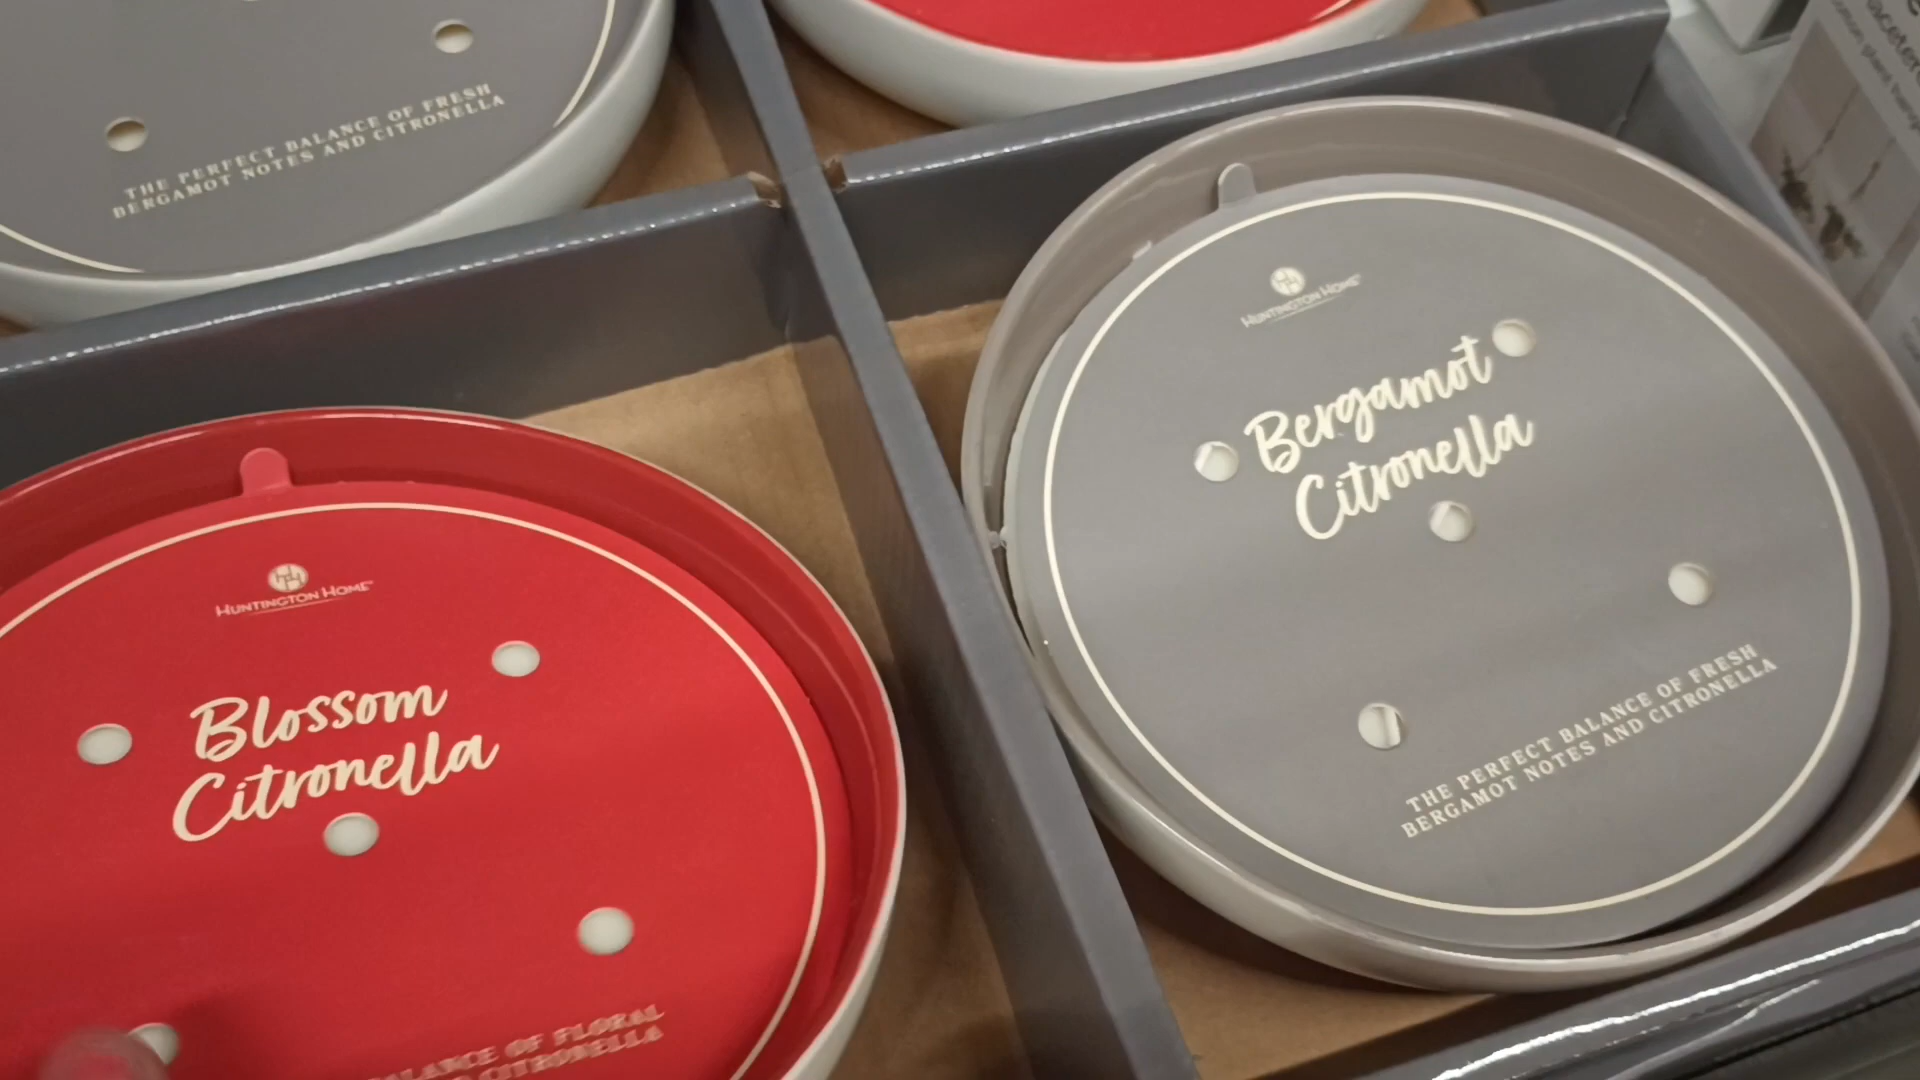 THE PERFECT BALANCE OF FRESH
BERGAMOT NOTES AND CITRONELLA
HUNTINGTON HOME
Bergamot
Citronella
THE PERFECT BALANCE OF FRESH
BERGAMOT NOTES AND CITRONELLA
HUNTINGTON HOME™
Blossom
Citronella
BALANCE OF FLORAL
CITRONELLA